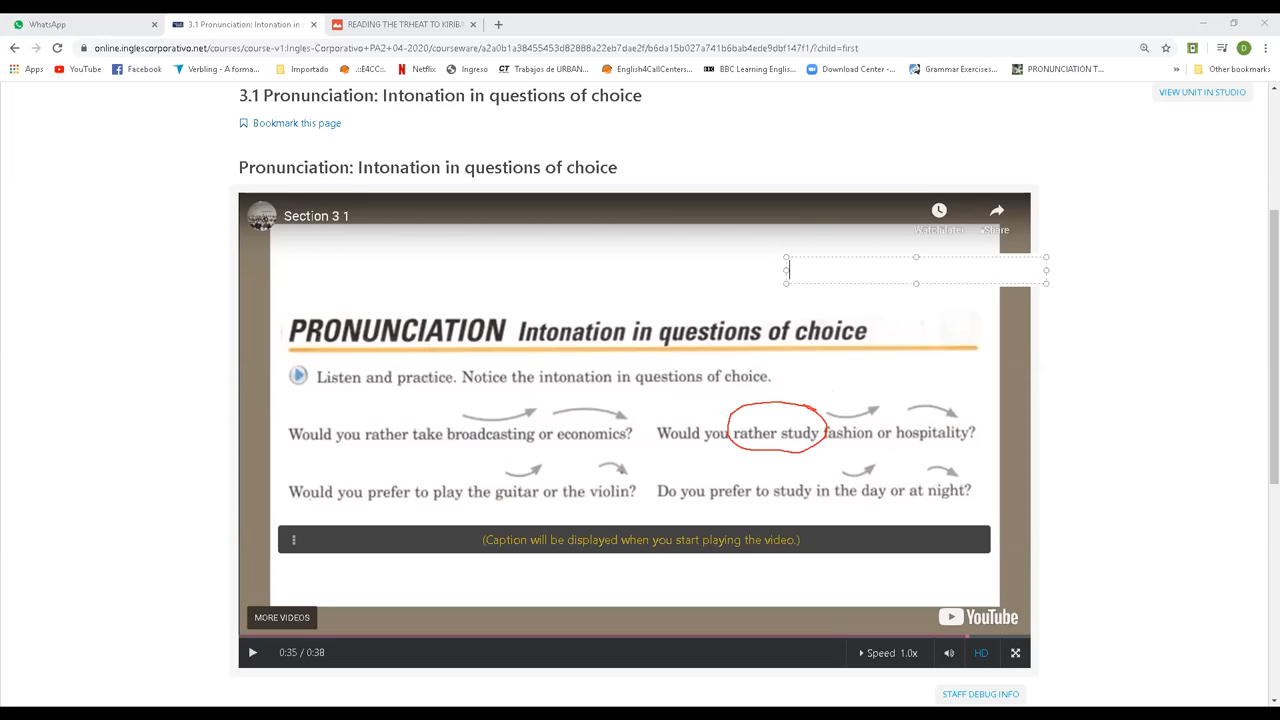 WhatsApp
3.1 Pronunciation: Intonation in
READING THE TRHEAT TO KIRIBA
online.inglescorporativo.net/courses/course-v1:Ingles-Corporativo+PA2+04-2020/courseware/a2a0b1a38455453d82888a22eb7dae2f/b6da15b027a741b6bab4ede9dbf147f1/?child=first
Apps
YouTube
Facebook
Verbling - A forma...
Importado
.::E4CC::.
Netflix
Ingreso
Trabajos de URBAN...
English4CallCenters...
BBC Learning Englis...
Download Center -...
Grammar Exercises...
PRONUNCIATION T...
»
Other bookmarks
3.1 Pronunciation: Intonation in questions of choice
VIEW UNIT IN STUDIO
Bookmark this page
Pronunciation: Intonation in questions of choice
Section 3 1
Watch later
Share
PRONUNCIATION Intonation in questions of choice
Listen and practice. Notice the intonation in questions of choice.
Would you rather take broadcasting or economics?
Would you rather study fashion or hospitality?
Would you prefer to play the guitar or the violin?
Do you prefer to study in the day or at night?
(Caption will be displayed when you start playing the video.)
MORE VIDEOS
YouTube
0:35 / 0:38
Speed 1.0x
HD
STAFF DEBUG INFO